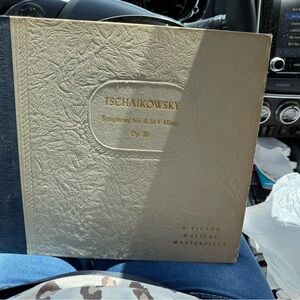 TSCHAIKOWSKY
Symphony No. 4, in F Minor
Op. 36
A VICTOR
MUSICAL
MASTERPIECE